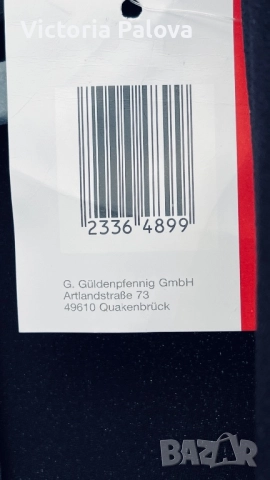 Victoria Palova
2336 4899
G. Güldenpfennig GmbH
Artlandstraße 73
49610 Quakenbrück
BAZAR